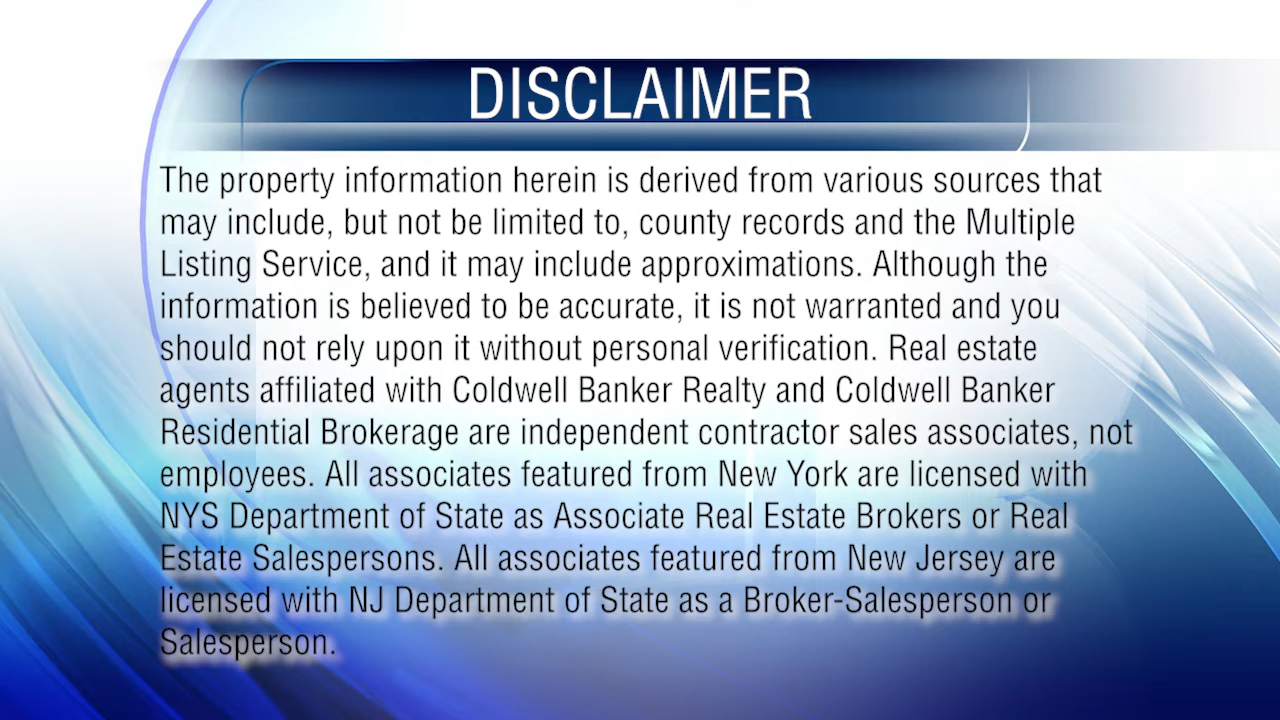 DISCLAIMER
The property information herein is derived from various sources that
may include, but not be limited to, county records and the Multiple
Listing Service, and it may include approximations. Although the
information is believed to be accurate, it is not warranted and you
should not rely upon it without personal verification. Real estate
agents affiliated with Coldwell Banker Realty and Coldwell Banker
Residential Brokerage are independent contractor sales associates, not
employees. All associates featured from New York are licensed with
NYS Department of State as Associate Real Estate Brokers or Real
Estate Salespersons. All associates featured from New Jersey are
licensed with NJ Department of State as a Broker-Salesperson or
Salesperson.